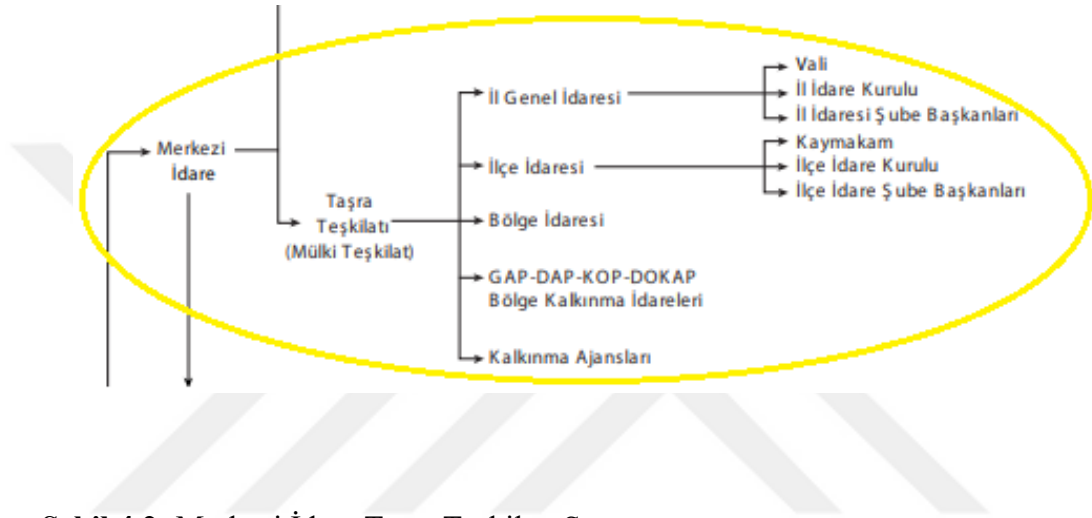 Merkezi
İdare
Taşra
Teşkilatı
(Mülki Teşkilat)
İl Genel İdaresi
Vali
İl İdare Kurulu
İl İdaresi Şube Başkanları
İlçe İdaresi
Kaymakam
İlçe İdare Kurulu
İlçe İdare Şube Başkanları
Bölge İdaresi
GAP-DAP-KOP-DOKAP
Bölge Kalkınma İdareleri
Kalkınma Ajansları